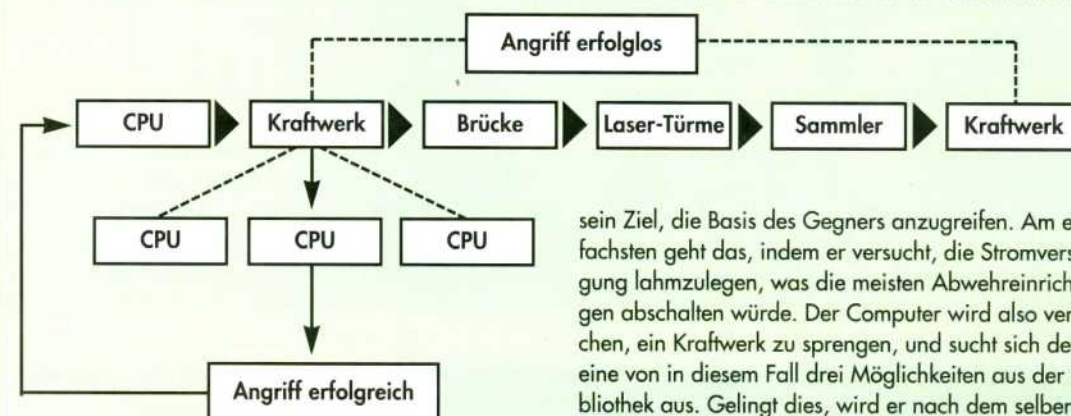 Angriff erfolglos
CPU Kraftwerk Brücke Laser-Türme Sammler Kraftwerk
CPU CPU CPU
Angriff erfolgreich
sein Ziel, die Basis des Gegners anzugreifen. Am e
fachsten geht das, indem er versucht, die Stromvers
gung lahmzulegen, was die meisten Abwehreinrich
gen abschalten würde. Der Computer wird also ver
chen, ein Kraftwerk zu sprengen, und sucht sich de
eine von in diesem Fall drei Möglichkeiten aus der
bliothek aus. Gelingt dies, wird er nach dem selben